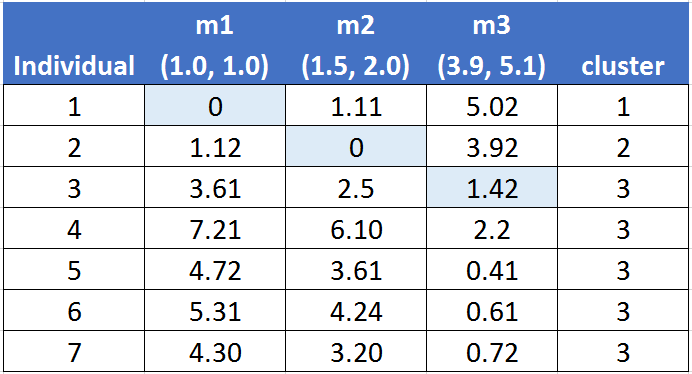 m1 m2 m3
Individual (1.0, 1.0) (1.5, 2.0) (3.9, 5.1) cluster
1 0 1.11 5.02 1
2 1.12 0 3.92 2
3 3.61 2.5 1.42 3
4 7.21 6.10 2.2 3
5 4.72 3.61 0.41 3
6 5.31 4.24 0.61 3
7 4.30 3.20 0.72 3